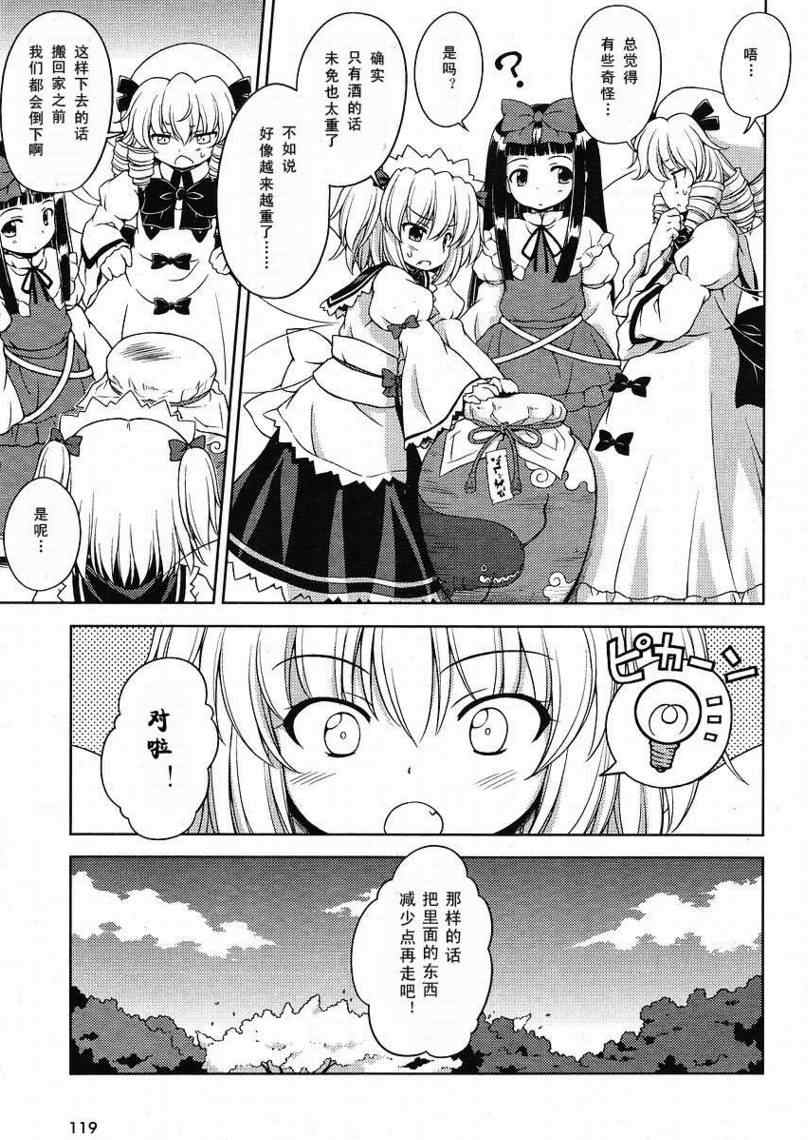 唔…
总觉得
有些奇怪
…
？
是吗？
确实
只有酒的话
未免也太重
了
不如说
好像越来越重了……
这样下去的话
搬回家之前
我们都会倒下啊
是呢…
ピカーン
对啦！
那样的话
把里面的东西
减少点再走吧！
119